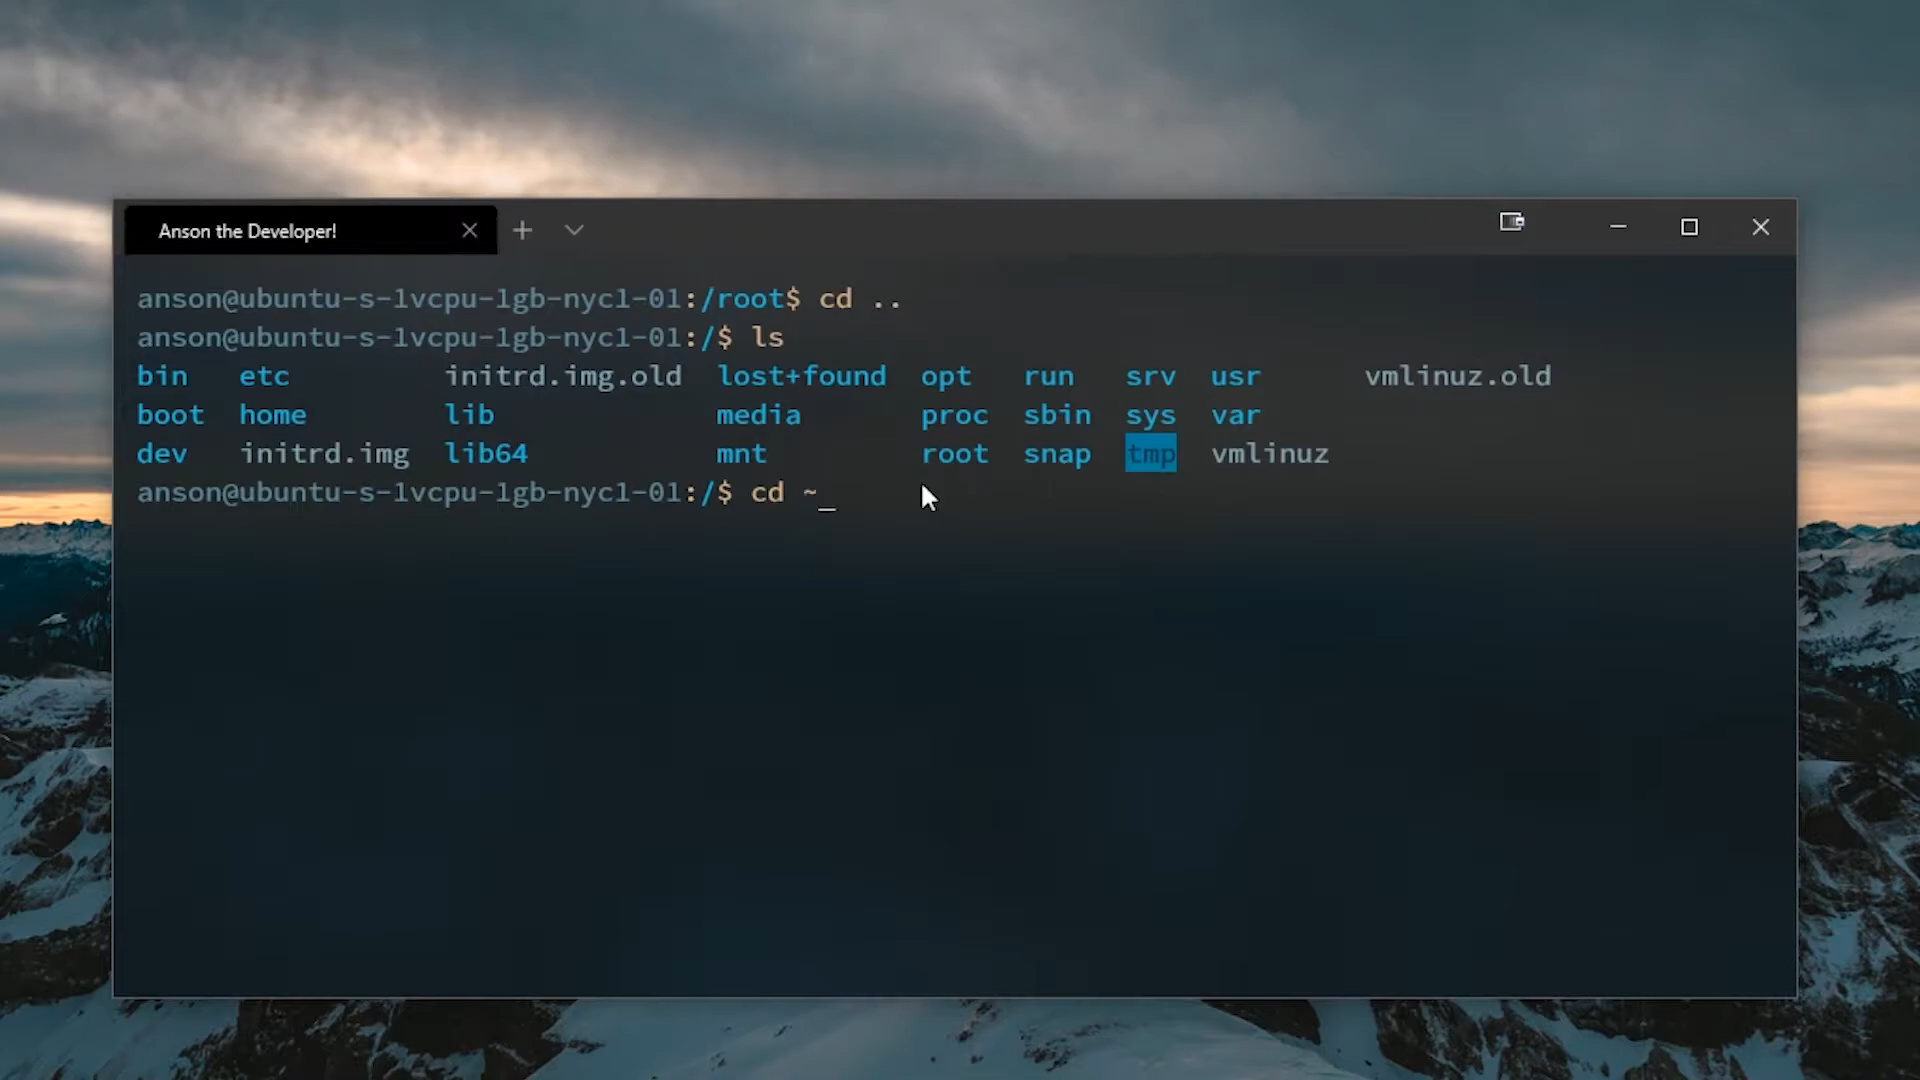 Anson the Developer!
anson@ubuntu-s-1vcpu-1gb-nyc1-01:/root$ cd ..
anson@ubuntu-s-1vcpu-1gb-nyc1-01:/$ ls
bin etc initrd.img.old lost+found opt run srv usr vmlinuz.old
boot home lib media proc sbin sys var
dev initrd.img lib64 mnt root snap tmp vmlinuz
anson@ubuntu-s-1vcpu-1gb-nyc1-01:/$ cd ~_